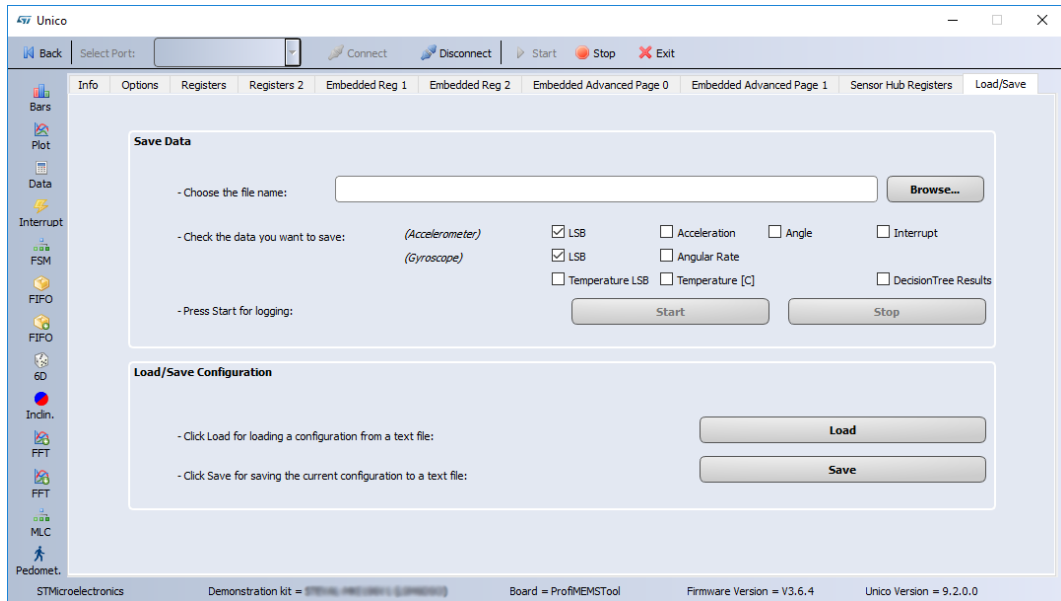 Unico
Back Select Port: Connect Disconnect Start Stop Exit
Info Options Registers Registers 2 Embedded Reg 1 Embedded Reg 2 Embedded Advanced Page 0 Embedded Advanced Page 1 Sensor Hub Registers Load/Save
Bars
Plot
Data
Interrupt
FSM
FIFO
FIFO
6D
Inclin.
FFT
FFT
MLC
Pedomet.
Save Data
- Choose the file name: Browse...
- Check the data you want to save: (Accelerometer) LSB Acceleration Angle Interrupt
(Gyroscope) LSB Angular Rate
Temperature LSB Temperature [C] DecisionTree Results
- Press Start for logging: Start Stop
Load/Save Configuration
- Click Load for loading a configuration from a text file: Load
- Click Save for saving the current configuration to a text file: Save
STMicroelectronics Demonstration kit = Board = ProfiMEMSTool Firmware Version = V3.6.4 Unico Version = 9.2.0.0